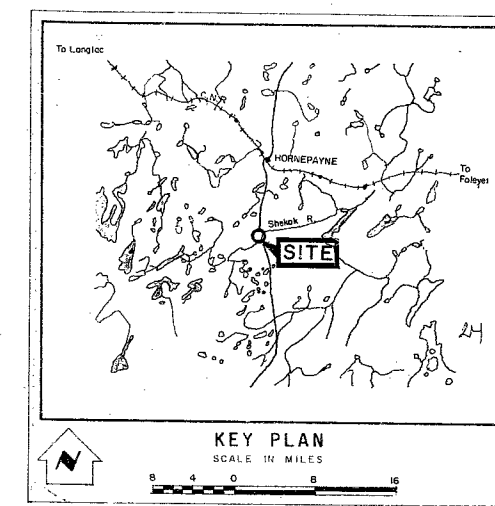 To Longlac
C.N.R.
HORNEPAYNE
To
Foleyet
Shekak R.
SITE
24
KEY PLAN
SCALE IN MILES
N
8 4 0 8 16